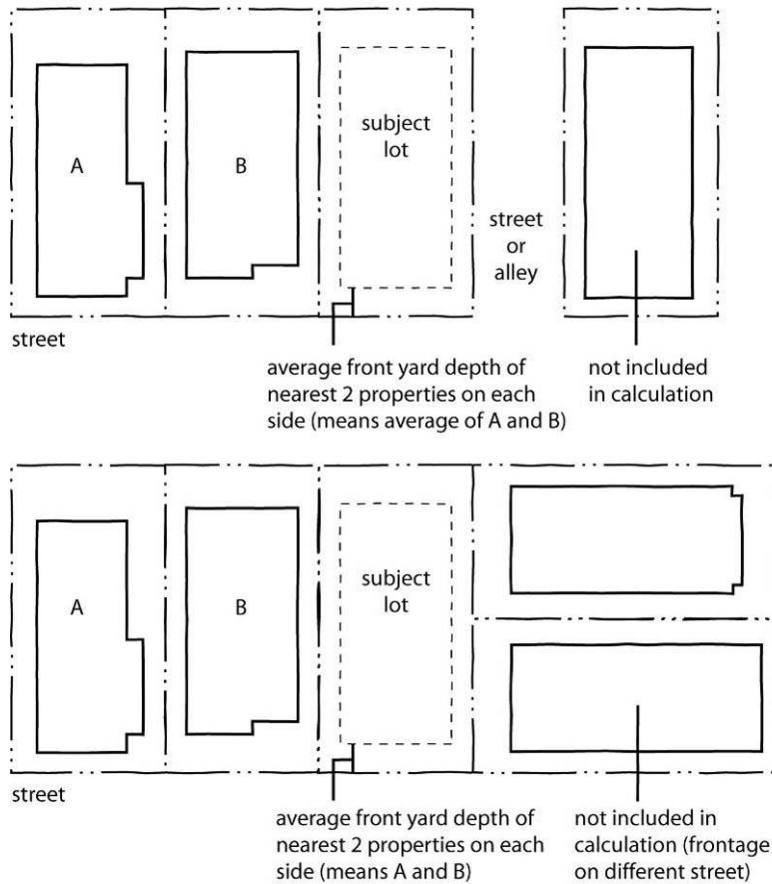 A
B
subject
lot
street
or
alley
street
average front yard depth of
nearest 2 properties on each
side (means average of A and B)
not included
in calculation
A
B
subject
lot
street
average front yard depth of
nearest 2 properties on each
side (means A and B)
not included in
calculation (frontage
on different street)